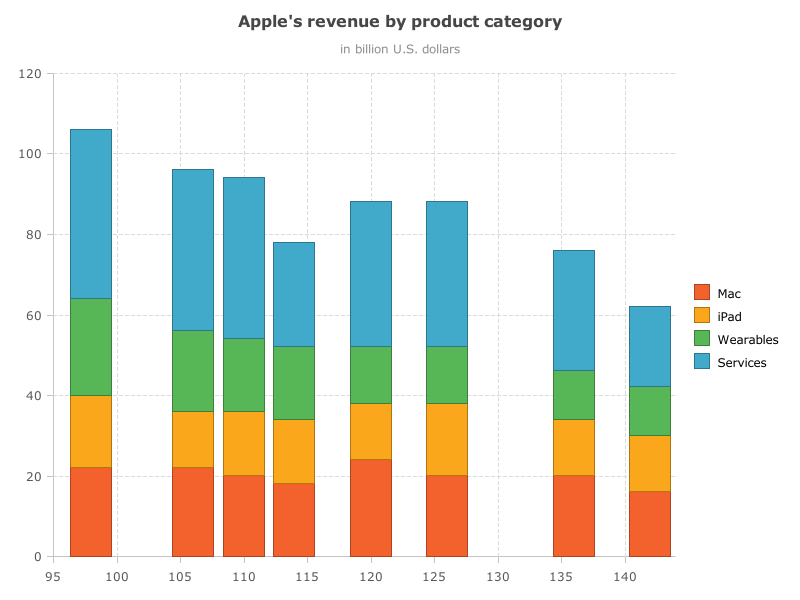 Apple's revenue by product category
in billion U.S. dollars
120
100
80
60
40
20
0
95 100 105 110 115 120 125 130 135 140
Mac
iPad
Wearables
Services